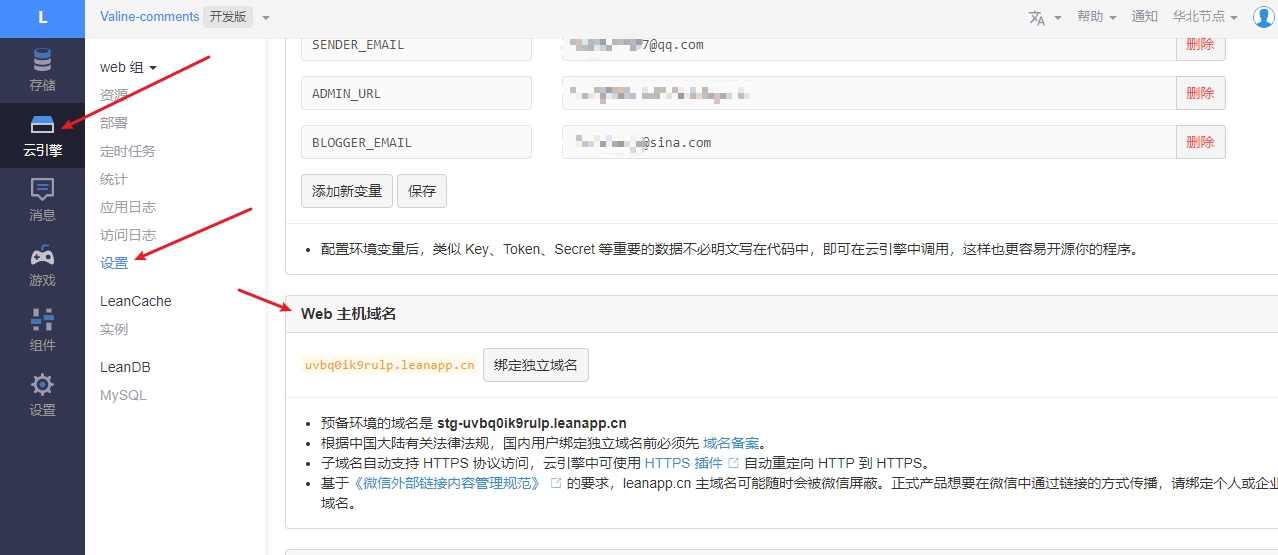 L Valine-comments 开发版 帮助 通知 华北节点
存储
云引擎
消息
游戏
组件
设置
web 组
资源
部署
定时任务
统计
应用日志
访问日志
设置
LeanCache
实例
LeanDB
MySQL
SENDER_EMAIL 7@qq.com 删除
ADMIN_URL 删除
BLOGGER_EMAIL @sina.com 删除
添加新变量 保存
配置环境变量后，类似 Key、Token、Secret 等重要的数据不必明文写在代码中，即可在云引擎中调用，这样也更容易开源你的程序。
Web 主机域名
uvbq0ik9rulp.leanapp.cn 绑定独立域名
预备环境的域名是 stg-uvbq0ik9rulp.leanapp.cn
根据中国大陆有关法律法规，国内用户绑定独立域名前必须先 域名备案。
子域名自动支持 HTTPS 协议访问，云引擎中可使用 HTTPS 插件 自动重定向 HTTP 到 HTTPS。
基于《微信外部链接内容管理规范》 的要求，leanapp.cn 主域名可能随时会被微信屏蔽。正式产品想要在微信中通过链接的方式传播，请绑定个人或企业
域名。